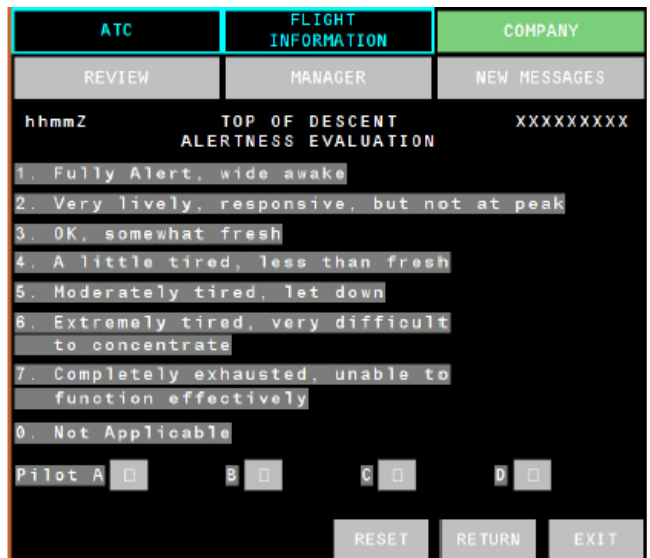 ATC
FLIGHT
INFORMATION
COMPANY
REVIEW
MANAGER
NEW MESSAGES
hhmmZ TOP OF DESCENT XXXXXXXXX
ALERTNESS EVALUATION
1. Fully Alert, wide awake
2. Very lively, responsive, but not at peak
3. OK, somewhat fresh
4. A little tired, less than fresh
5. Moderately tired, let down
6. Extremely tired, very difficult
to concentrate
7. Completely exhausted, unable to
function effectively
0. Not Applicable
Pilot A B C D
RESET RETURN EXIT